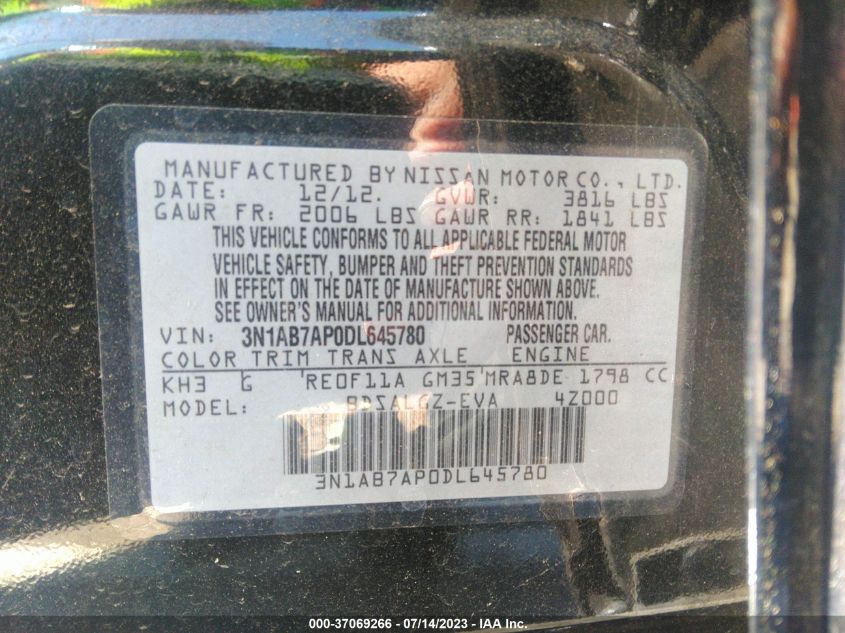 MANUFACTURED BY NISSAN MOTOR CO., LTD.
DATE: 12/12. GVWR: 3816 LBS
GAWR FR: 2006 LBS GAWR RR: 1841 LBS
THIS VEHICLE CONFORMS TO ALL APPLICABLE FEDERAL MOTOR
VEHICLE SAFETY, BUMPER AND THEFT PREVENTION STANDARDS
IN EFFECT ON THE DATE OF MANUFACTURE SHOWN ABOVE.
SEE OWNER'S MANUAL FOR ADDITIONAL INFORMATION.
VIN: 3N1AB7AP0DL645780 PASSENGER CAR.
COLOR TRIM TRANS AXLE ENGINE
KH3 G RE0F11A GM35 MRA8DE 1798 CC
MODEL: BDSALGZ-EVA 4Z000
3N1AB7AP0DL645780
000-37069266 - 07/14/2023 - IAA Inc.